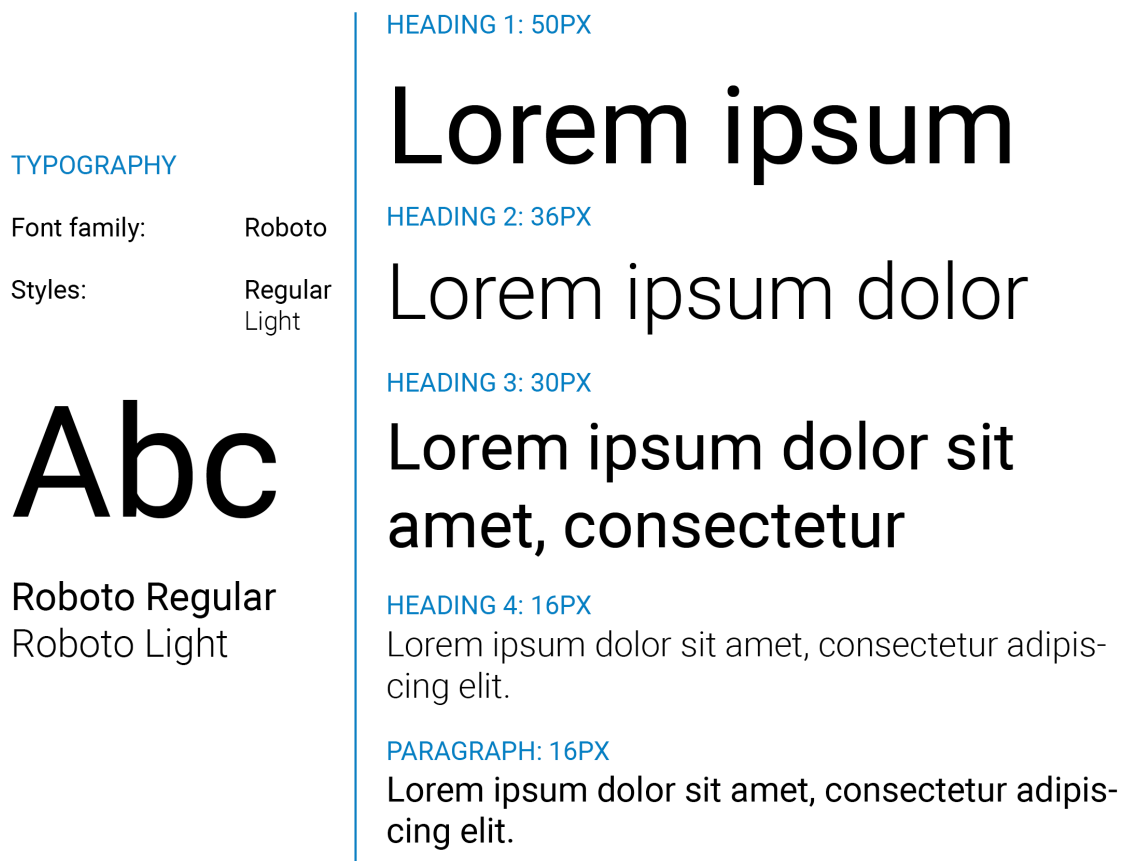 TYPOGRAPHY
Font family: Roboto
Styles: Regular
Light
Abc
Roboto Regular
Roboto Light
HEADING 1: 50PX
Lorem ipsum
HEADING 2: 36PX
Lorem ipsum dolor
HEADING 3: 30PX
Lorem ipsum dolor sit
amet, consectetur
HEADING 4: 16PX
Lorem ipsum dolor sit amet, consectetur adipis-
cing elit.
PARAGRAPH: 16PX
Lorem ipsum dolor sit amet, consectetur adipis-
cing elit.